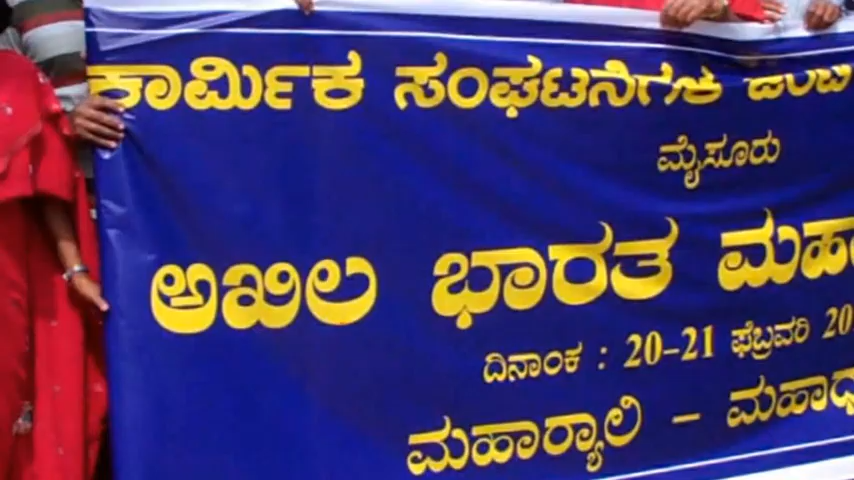 ಕಾರ್ಮಿಕ ಸಂಘಟನೆಗಳ ಜಂಟಿ
ಮೈಸೂರು
ಅಖಿಲ ಭಾರತ
ದಿನಾಂಕ : 20-21 ಫೆಬ್ರವರಿ
ಮಹಾರ‍್ಯಾಲಿ -